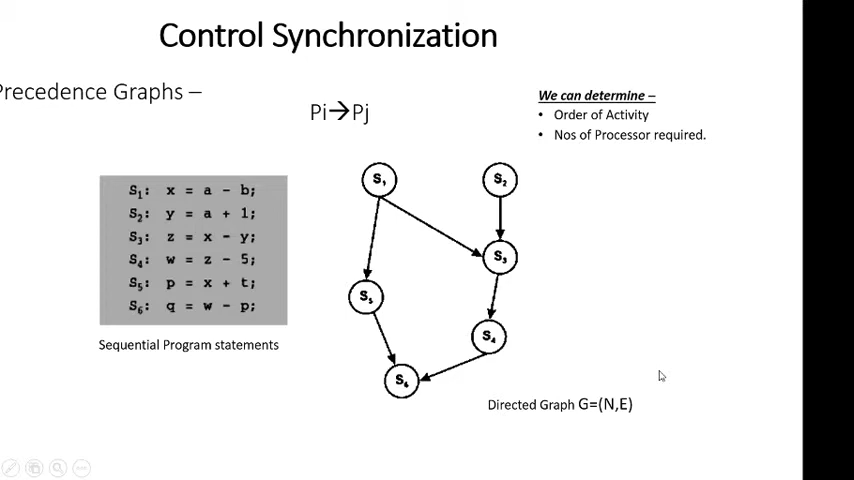 Control Synchronization
Precedence Graphs –
Pi→Pj
We can determine –
• Order of Activity
• Nos of Processor required.
S1: x = a - b;
S2: y = a + 1;
S3: z = x - y;
S4: w = z - 5;
S5: p = x + t;
S6: q = w - p;
Sequential Program statements
S1
S2
S3
S5
S4
S6
Directed Graph G=(N,E)